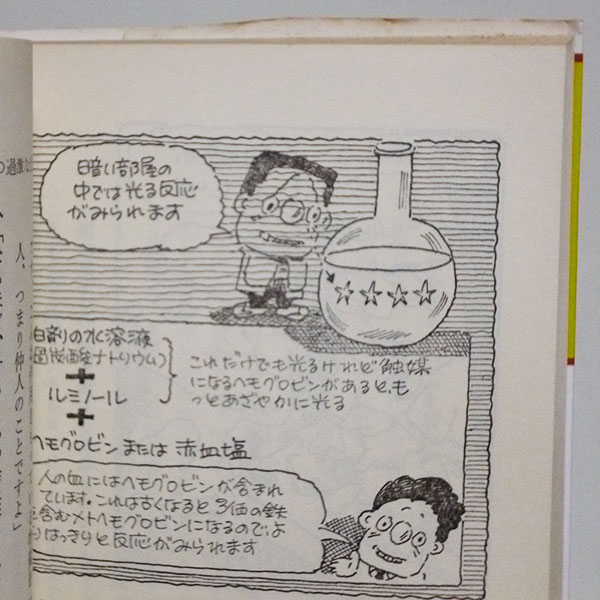 暗い部屋の
中では光る反応
がみられます
白剤の水溶液
ナトリウム)
+
ルミノール
+
ヘモグロビンまたは 赤血塩
これだけでも光るけれど触媒
になるヘモグロビンがあると、も
っとあざやかに光る
人の血にはヘモグロビンが含まれ
ています。これは古くなると3価の鉄
を含むメトヘモグロビンになるので、よ
はっきりと反応がみられます
の過激な
人、つまり仲人のことですよ」